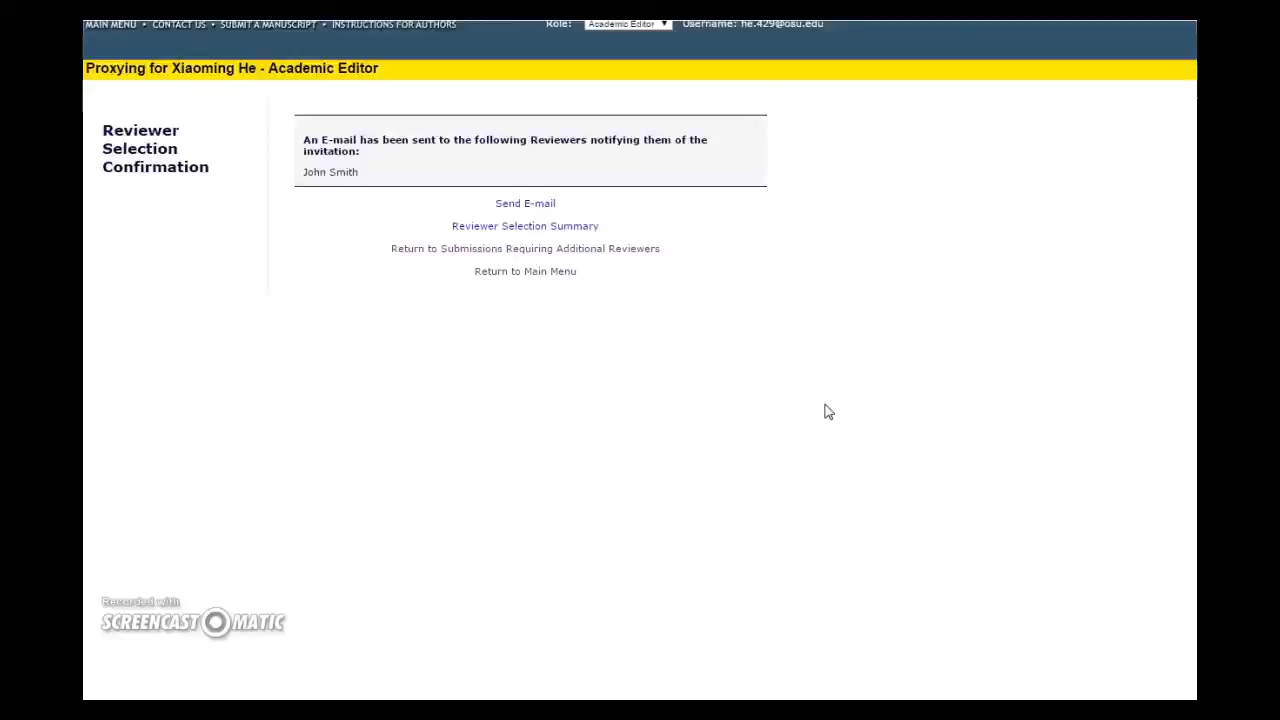 MAIN MENU • CONTACT US • SUBMIT A MANUSCRIPT • INSTRUCTIONS FOR AUTHORS Role: Academic Editor Username: he.429@osu.edu
Proxying for Xiaoming He - Academic Editor
Reviewer
Selection
Confirmation
An E-mail has been sent to the following Reviewers notifying them of the
invitation:
John Smith
Send E-mail
Reviewer Selection Summary
Return to Submissions Requiring Additional Reviewers
Return to Main Menu
Recorded with
SCREENCAST-O-MATIC